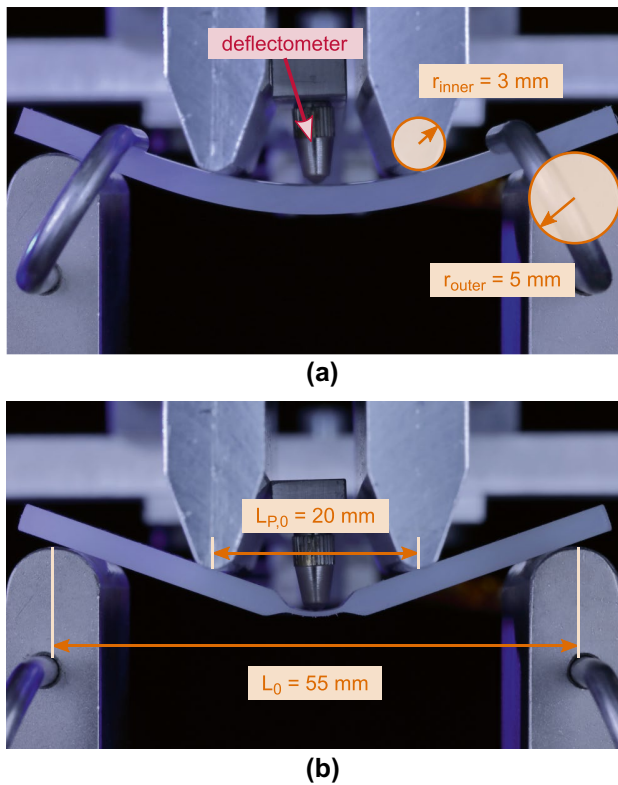 deflectometer
r_inner = 3 mm
r_outer = 5 mm
(a)
L_P,0 = 20 mm
L_0 = 55 mm
(b)